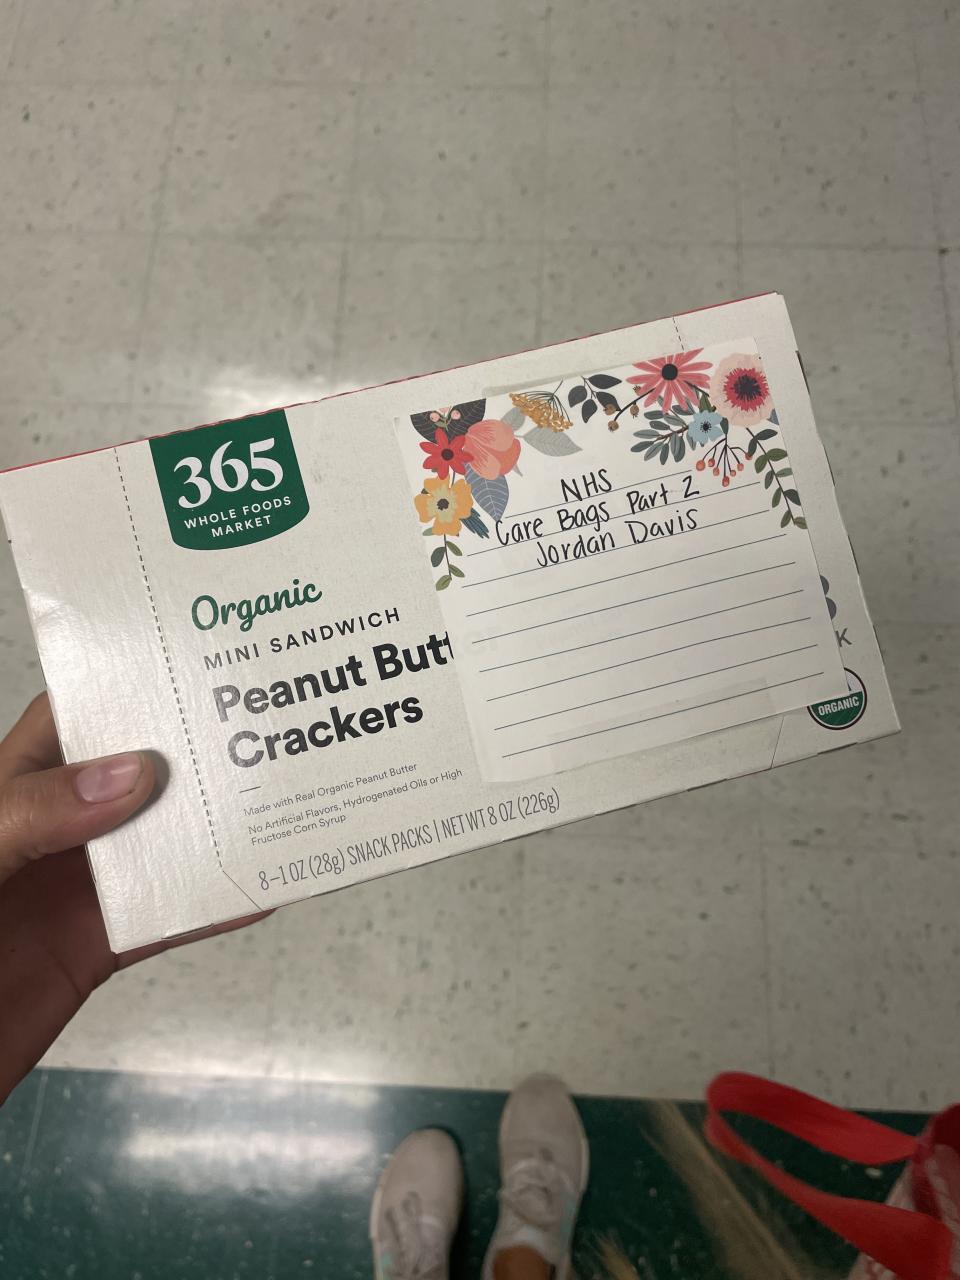 365
WHOLE FOODS
MARKET
Organic
MINI SANDWICH
Peanut Butter
Crackers
Made with Real Organic Peanut Butter
No Artificial Flavors, Hydrogenated Oils or High
Fructose Corn Syrup
8–1 OZ (28g) SNACK PACKS | NET WT 8 OZ (226g)
NHS
Care Bags Part 2
Jordan Davis
ORGANIC